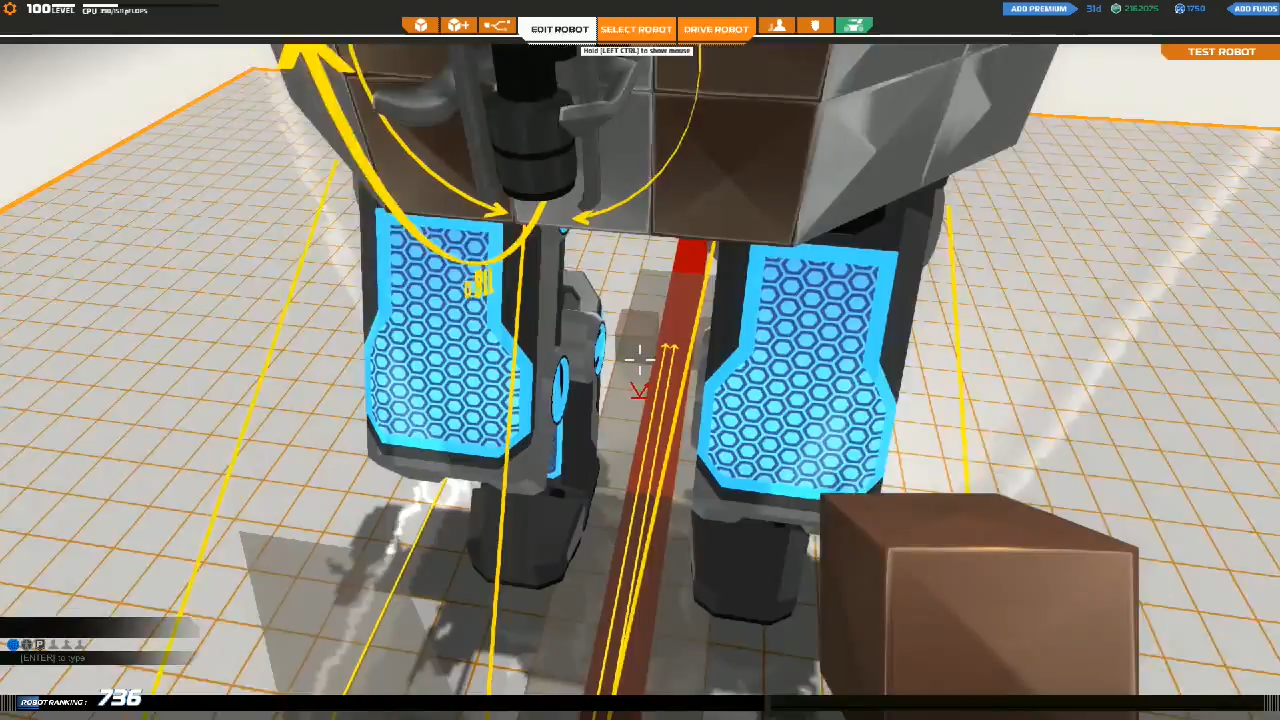 100 LEVEL
CPU
ADD PREMIUM
31d
2162025
1750
ADD FUNDS
EDIT ROBOT
SELECT ROBOT
DRIVE ROBOT
Hold [LEFT CTRL] to show mouse
TEST ROBOT
[ENTER] to type
ROBOT RANKING : 736